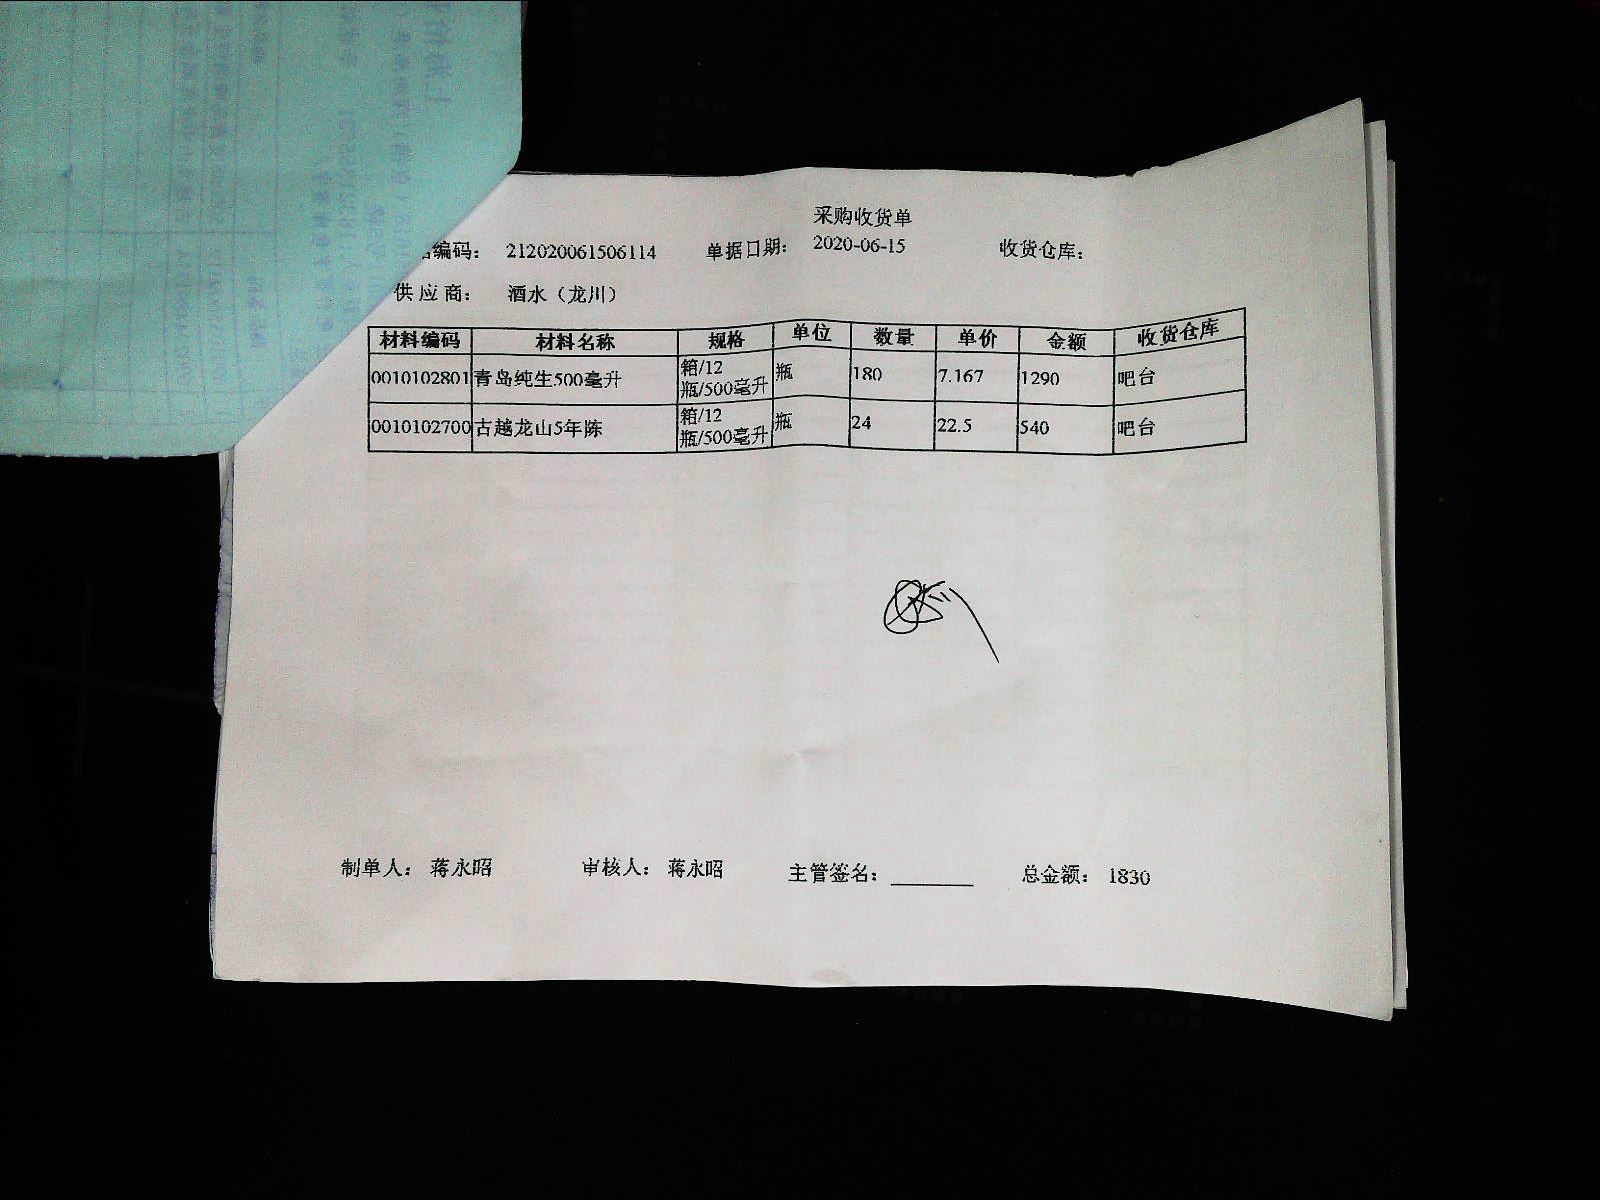 采购收货单
编码： 212020061506114 单据日期： 2020-06-15 收货仓库：
供应商： 酒水（龙川）
材料编码 材料名称 规格 单位 数量 单价 金额 收货仓库
0010102801 青岛纯生500毫升 箱/12瓶/500毫升 瓶 180 7.167 1290 吧台
0010102700 古越龙山5年陈 箱/12瓶/500毫升 瓶 24 22.5 540 吧台
制单人： 蒋永昭 审核人： 蒋永昭 主管签名： 总金额： 1830